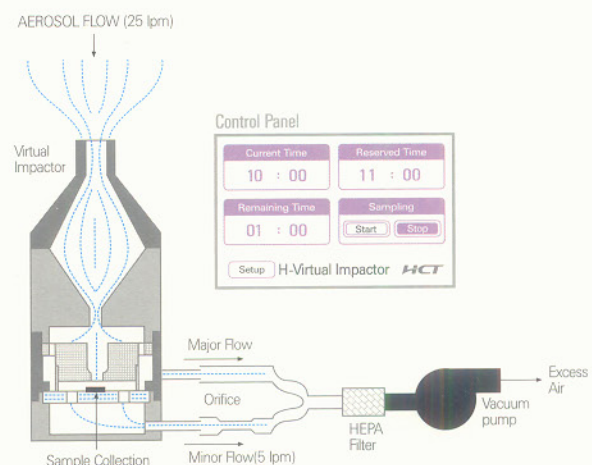 AEROSOL FLOW (25 lpm)
Virtual
Impactor
Control Panel
Current Time
10 : 00
Reserved Time
11 : 00
Remaining Time
01 : 00
Sampling
Start
Stop
Setup
H-Virtual Impactor
HCT
Major Flow
Orifice
Minor Flow(5 lpm)
Sample Collection
HEPA
Filter
Vacuum
pump
Excess
Air